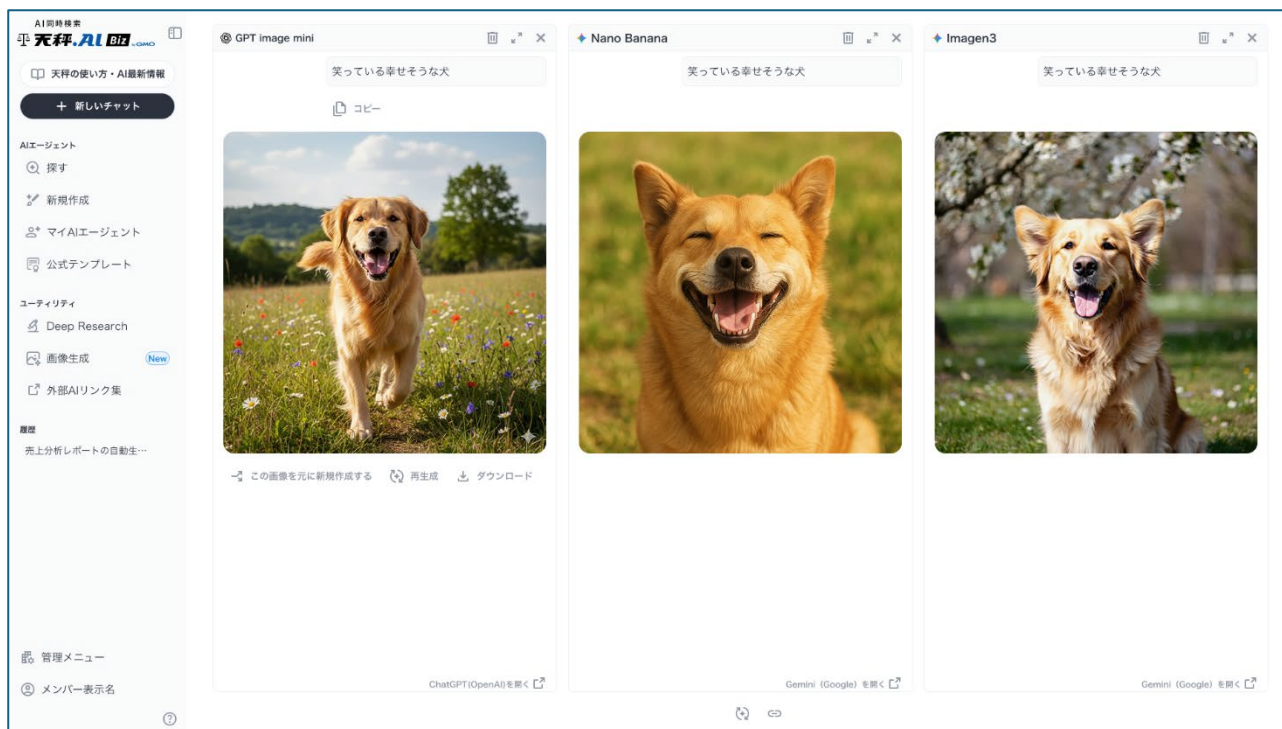 AI同時検索
天秤.AI Biz byGMO
天秤の使い方・AI最新情報
+ 新しいチャット
AIエージェント
探す
新規作成
マイAIエージェント
公式テンプレート
ユーティリティ
Deep Research
画像生成 New
外部AIリンク集
履歴
売上分析レポートの自動生…
管理メニュー
メンバー表示名
GPT image mini
笑っている幸せそうな犬
コピー
この画像を元に新規作成する 再生成 ダウンロード
ChatGPT(OpenAI)を開く
Nano Banana
笑っている幸せそうな犬
Gemini（Google）を開く
Imagen3
笑っている幸せそうな犬
Gemini（Google）を開く